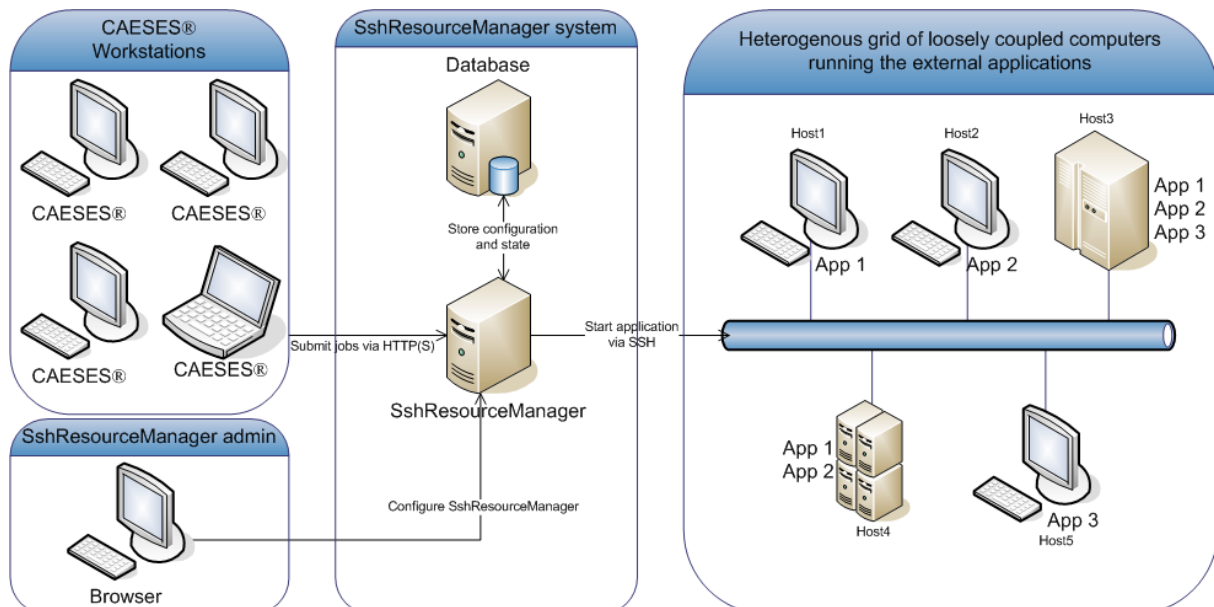 CAESES®
Workstations
CAESES®
CAESES®
CAESES®
CAESES®
SshResourceManager admin
Browser
SshResourceManager system
Database
Store configuration
and state
Submit jobs via HTTP(S)
SshResourceManager
Configure SshResourceManager
Start application
via SSH
Heterogenous grid of loosely coupled computers
running the external applications
Host1
App 1
Host2
App 2
Host3
App 1
App 2
App 3
App 1
App 2
Host4
App 3
Host5